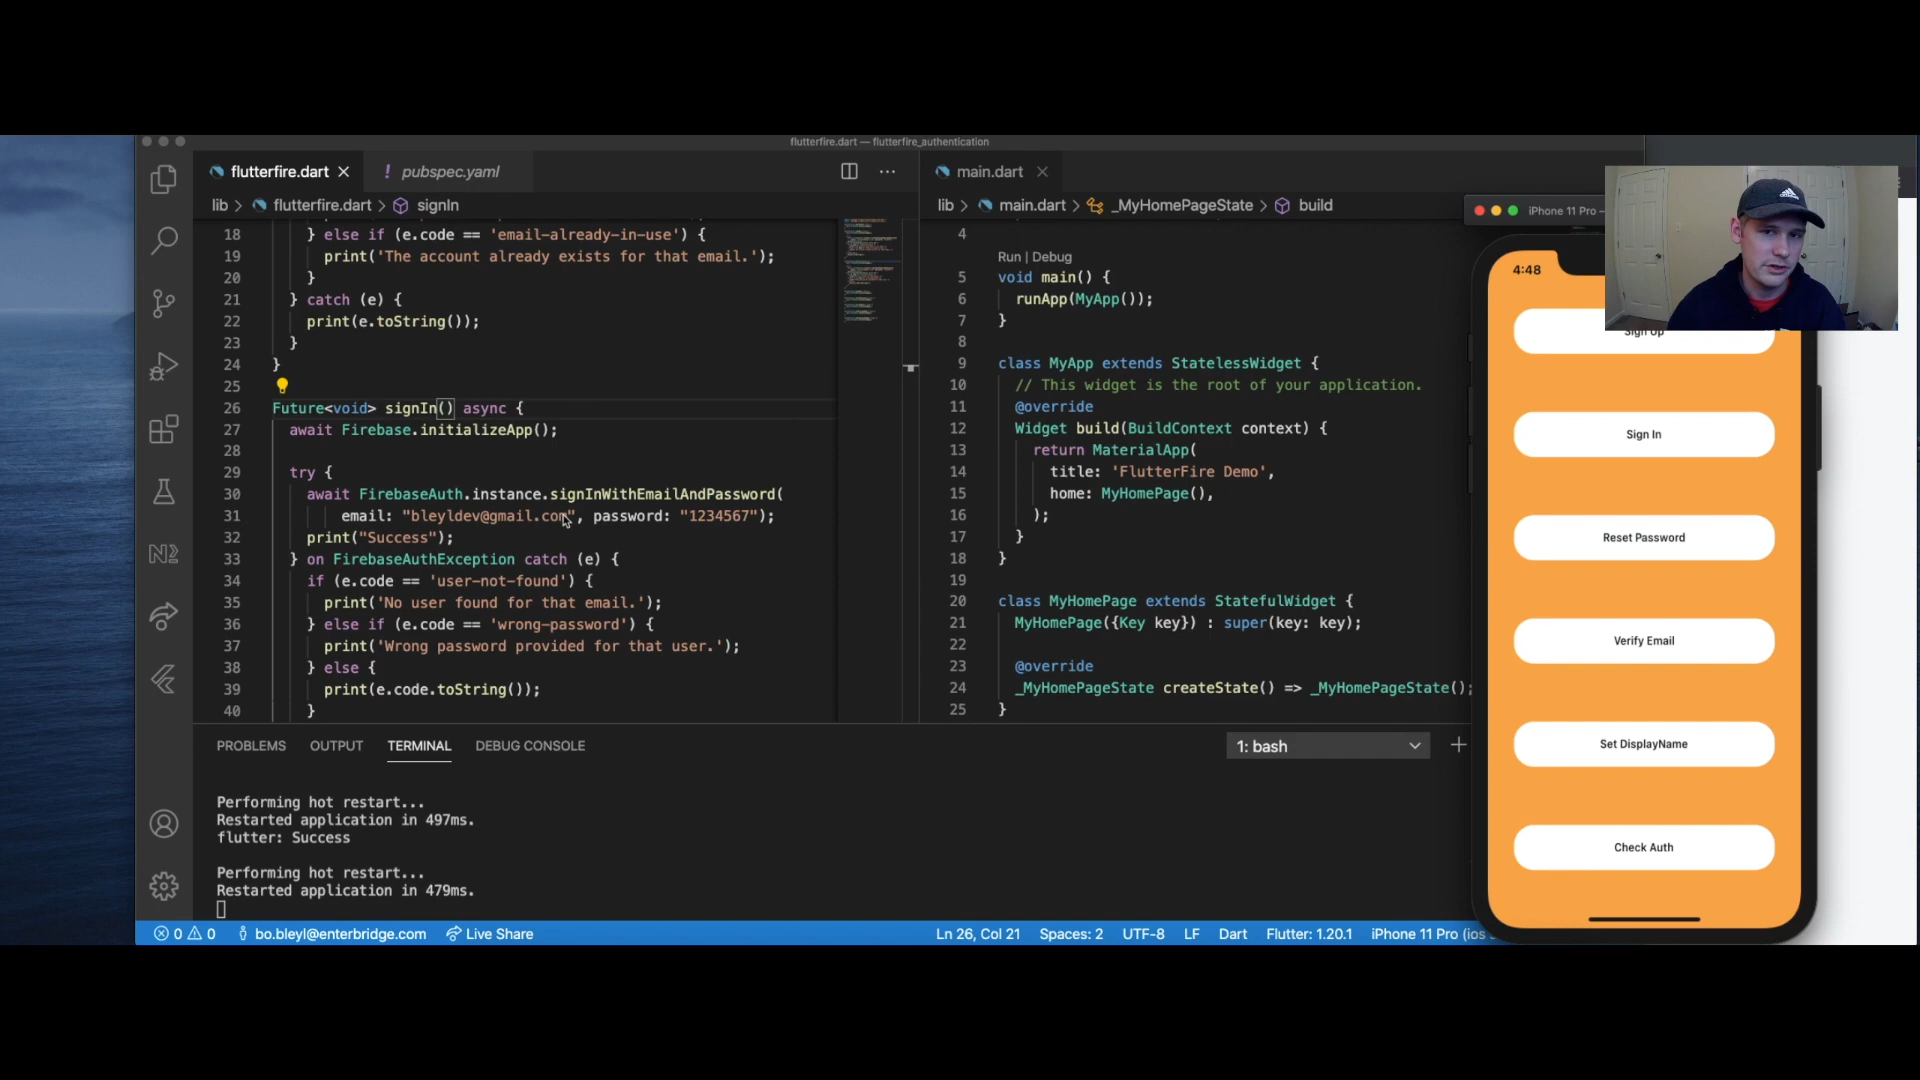 flutterfire.dart — flutterfire_authentication
flutterfire.dart
! pubspec.yaml
lib > flutterfire.dart > signIn
18 } else if (e.code == 'email-already-in-use') {
19 print('The account already exists for that email.');
20 }
21 } catch (e) {
22 print(e.toString());
23 }
24 }
25
26 Future<void> signIn() async {
27 await Firebase.initializeApp();
28
29 try {
30 await FirebaseAuth.instance.signInWithEmailAndPassword(
31 email: "bleyldev@gmail.com", password: "1234567");
32 print("Success");
33 } on FirebaseAuthException catch (e) {
34 if (e.code == 'user-not-found') {
35 print('No user found for that email.');
36 } else if (e.code == 'wrong-password') {
37 print('Wrong password provided for that user.');
38 } else {
39 print(e.code.toString());
40 }
main.dart
lib > main.dart > _MyHomePageState > build
4
Run | Debug
5 void main() {
6 runApp(MyApp());
7 }
8
9 class MyApp extends StatelessWidget {
10 // This widget is the root of your application.
11 @override
12 Widget build(BuildContext context) {
13 return MaterialApp(
14 title: 'FlutterFire Demo',
15 home: MyHomePage(),
16 );
17 }
18 }
19
20 class MyHomePage extends StatefulWidget {
21 MyHomePage({Key key}) : super(key: key);
22
23 @override
24 _MyHomePageState createState() => _MyHomePageState();
25 }
PROBLEMS OUTPUT TERMINAL DEBUG CONSOLE
1: bash
Performing hot restart...
Restarted application in 497ms.
flutter: Success
Performing hot restart...
Restarted application in 479ms.
0 0 bo.bleyl@enterbridge.com Live Share
Ln 26, Col 21 Spaces: 2 UTF-8 LF Dart Flutter: 1.20.1 iPhone 11 Pro (ios
iPhone 11 Pro –
4:48
Sign Up
Sign In
Reset Password
Verify Email
Set DisplayName
Check Auth